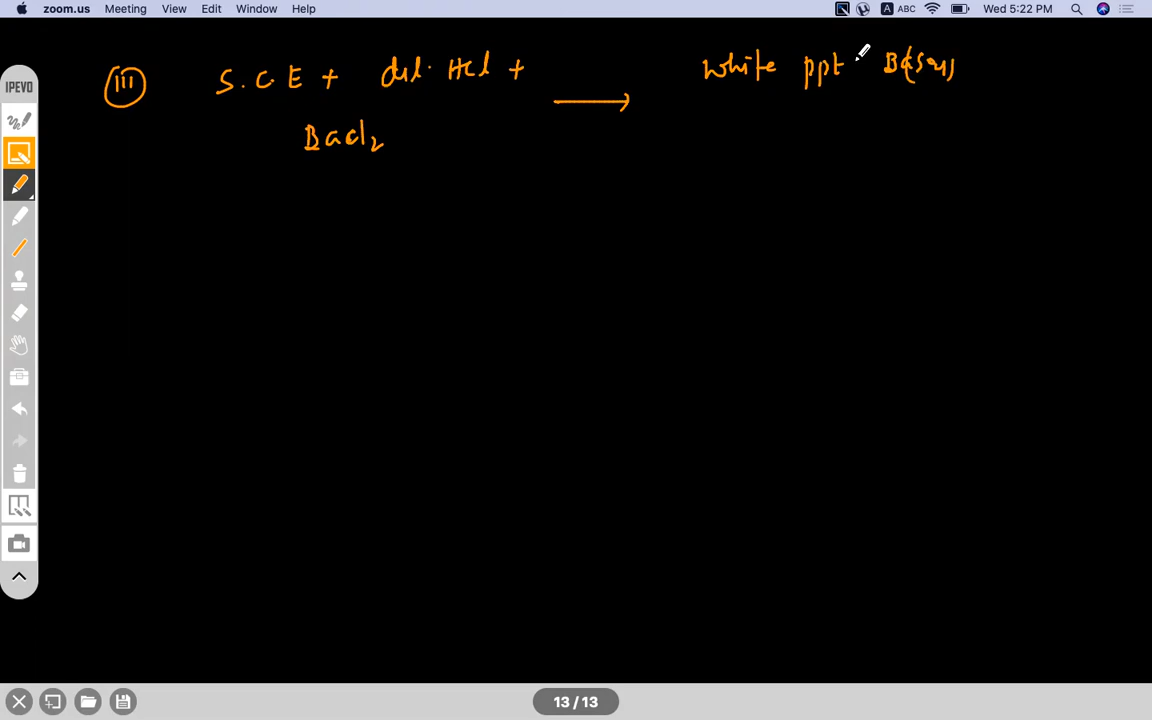 zoom.us Meeting View Edit Window Help A ABC Wed 5:22 PM
IPEVO
(iii) S.C.E + dil. HCl + ⟶ white ppt BaSO4
BaCl2
13 / 13